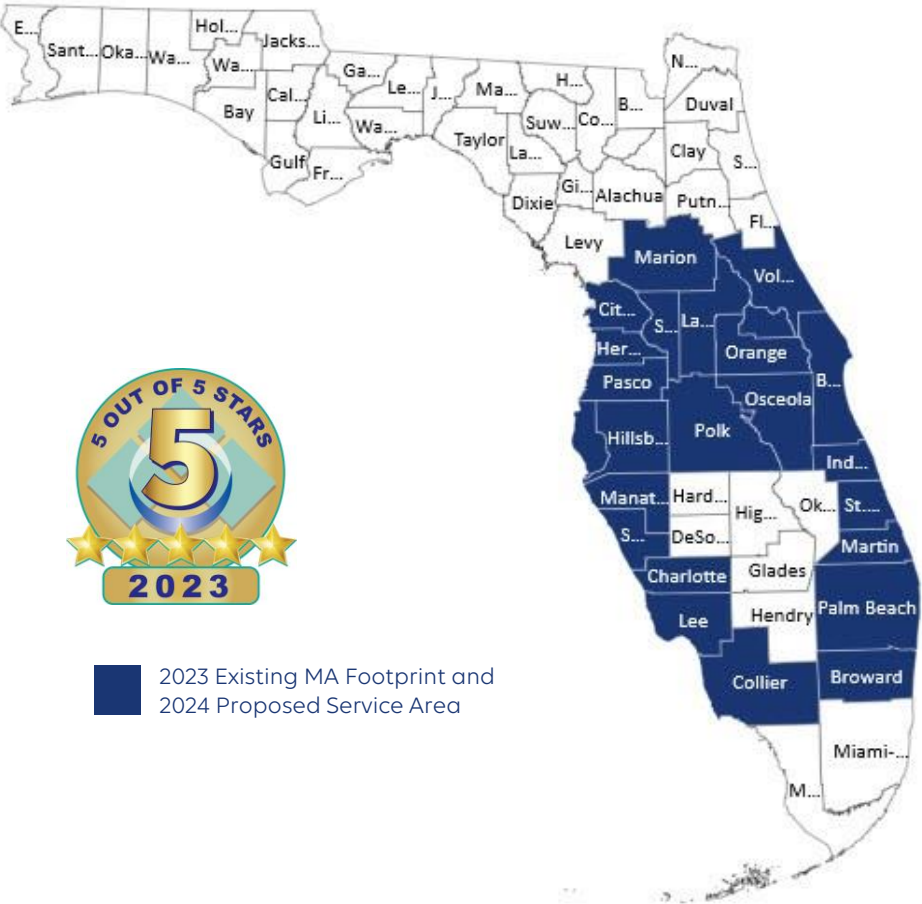 E...
Sant...
Oka...
Wa...
Hol...
Jacks...
Wa...
Bay
Cal...
Gulf
Ga...
Li...
Fr...
Le...
Wa...
J...
Ma...
Taylor
H...
Suw...
La...
Co...
B...
Dixie
Gi...
Alachua
N...
Duval
Clay
S...
Putn...
Fl...
Levy
Marion
Vol...
Cit...
S...
La...
Her...
Orange
Pasco
B...
Osceola
Hillsb...
Polk
Ind...
Manat...
Hard...
Hig...
Ok...
St....
S...
DeSo...
Martin
Charlotte
Glades
Lee
Hendry
Palm Beach
Collier
Broward
Miami-...
M...
5 OUT OF 5 STARS
5
2023
2023 Existing MA Footprint and
2024 Proposed Service Area